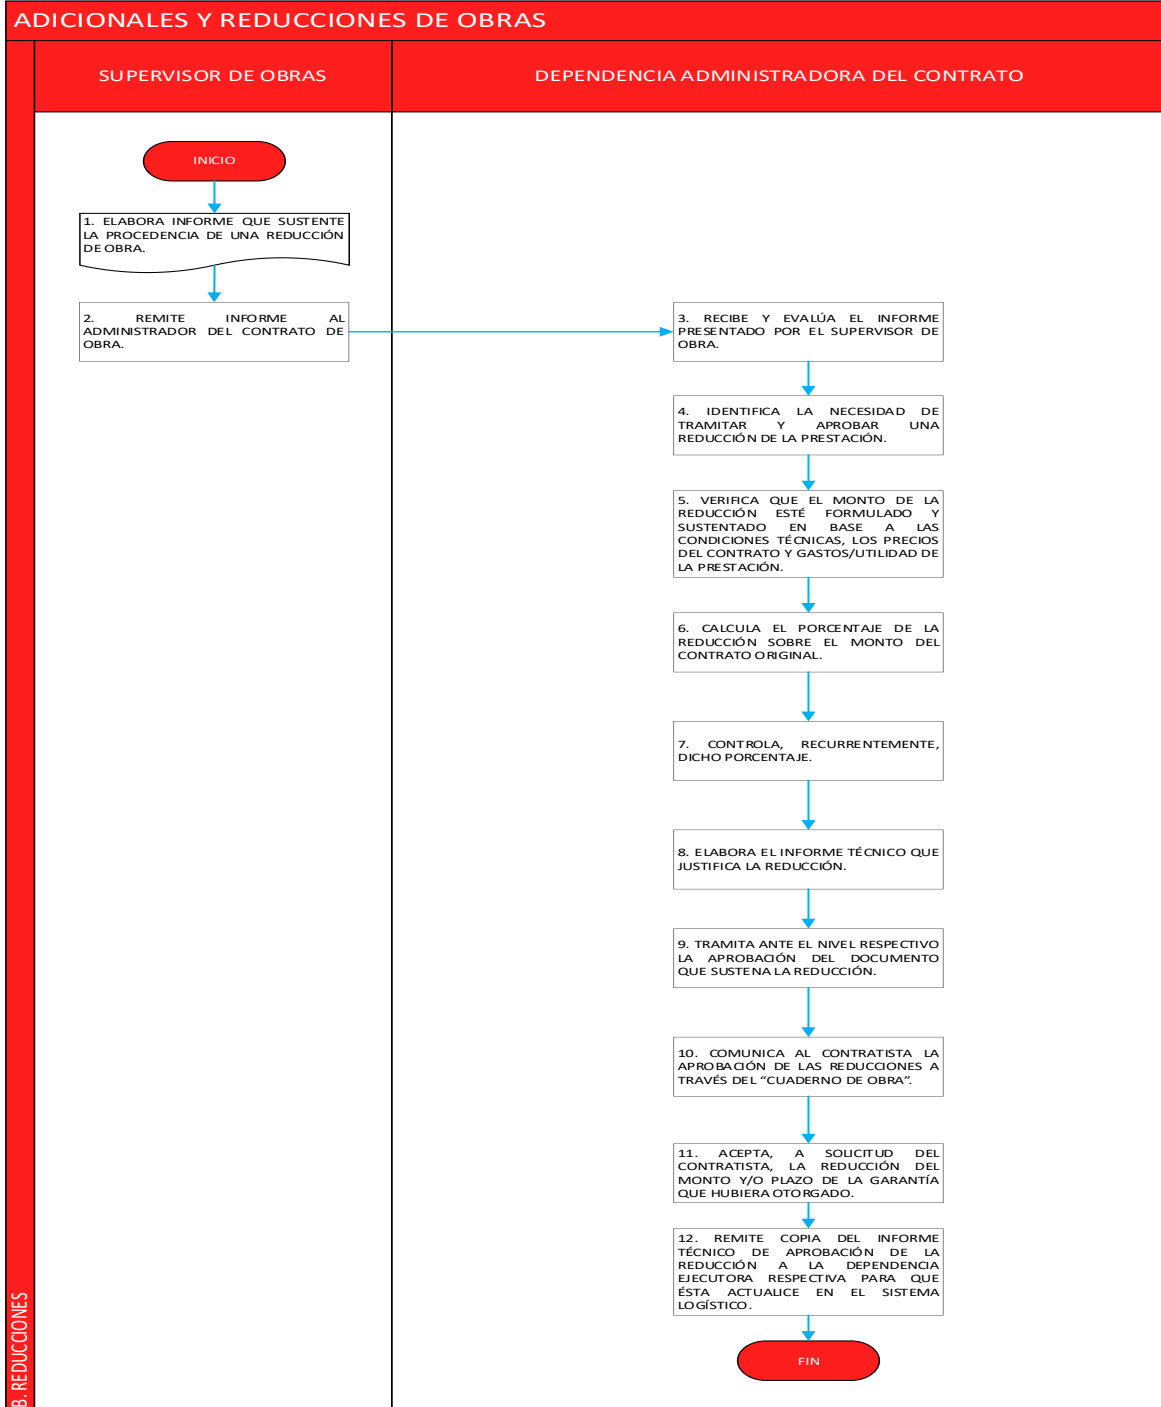 ADICIONALES Y REDUCCIONES DE OBRAS
SUPERVISOR DE OBRAS
DEPENDENCIA ADMINISTRADORA DEL CONTRATO
INICIO
1. ELABORA INFORME QUE SUSTENTE
LA PROCEDENCIA DE UNA REDUCCIÓN
DE OBRA.
2. REMITE INFORME AL
ADMINISTRADOR DEL CONTRATO DE
OBRA.
3. RECIBE Y EVALÚA EL INFORME
PRESENTADO POR EL SUPERVISOR DE
OBRA.
4. IDENTIFICA LA NECESIDAD DE
TRAMITAR Y APROBAR UNA
REDUCCIÓN DE LA PRESTACIÓN.
5. VERIFICA QUE EL MONTO DE LA
REDUCCIÓN ESTÉ FORMULADO Y
SUSTENTADO EN BASE A LAS
CONDICIONES TÉCNICAS, LOS PRECIOS
DEL CONTRATO Y GASTOS/UTILIDAD DE
LA PRESTACIÓN.
6. CALCULA EL PORCENTAJE DE LA
REDUCCIÓN SOBRE EL MONTO DEL
CONTRATO ORIGINAL.
7. CONTROLA, RECURRENTEMENTE,
DICHO PORCENTAJE.
8. ELABORA EL INFORME TÉCNICO QUE
JUSTIFICA LA REDUCCIÓN.
9. TRAMITA ANTE EL NIVEL RESPECTIVO
LA APROBACIÓN DEL DOCUMENTO
QUE SUSTENA LA REDUCCIÓN.
10. COMUNICA AL CONTRATISTA LA
APROBACIÓN DE LAS REDUCCIONES A
TRAVÉS DEL “CUADERNO DE OBRA”.
11. ACEPTA, A SOLICITUD DEL
CONTRATISTA, LA REDUCCIÓN DEL
MONTO Y/O PLAZO DE LA GARANTÍA
QUE HUBIERA OTORGADO.
12. REMITE COPIA DEL INFORME
TÉCNICO DE APROBACIÓN DE LA
REDUCCIÓN A LA DEPENDENCIA
EJECUTORA RESPECTIVA PARA QUE
ÉSTA ACTUALICE EN EL SISTEMA
LOGÍSTICO.
FIN
B. REDUCCIONES